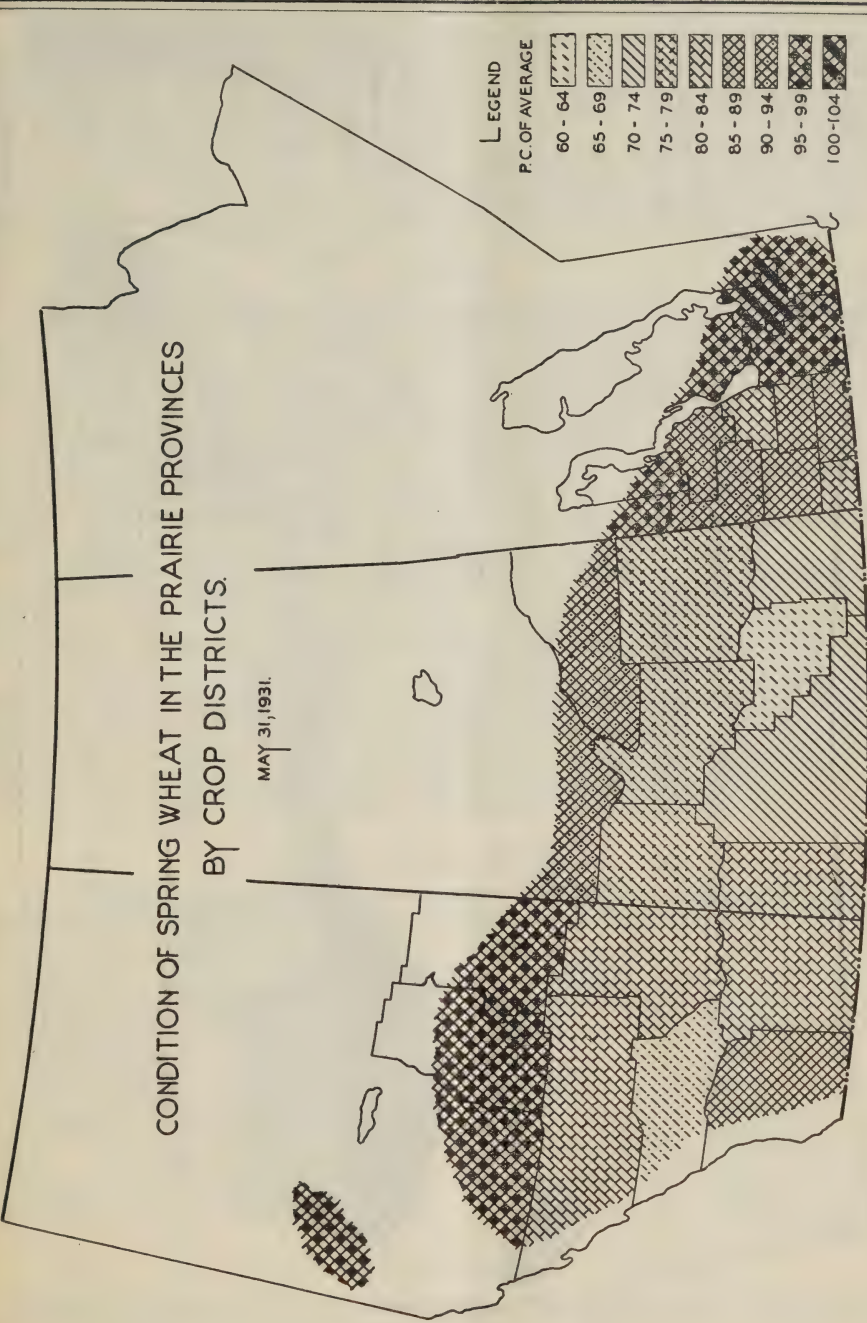 CONDITION OF SPRING WHEAT IN THE PRAIRIE PROVINCES
BY CROP DISTRICTS.
MAY 31, 1931.
LEGEND
P.C. OF AVERAGE
60 - 64
65 - 69
70 - 74
75 - 79
80 - 84
85 - 89
90 - 94
95 - 99
100 - 104